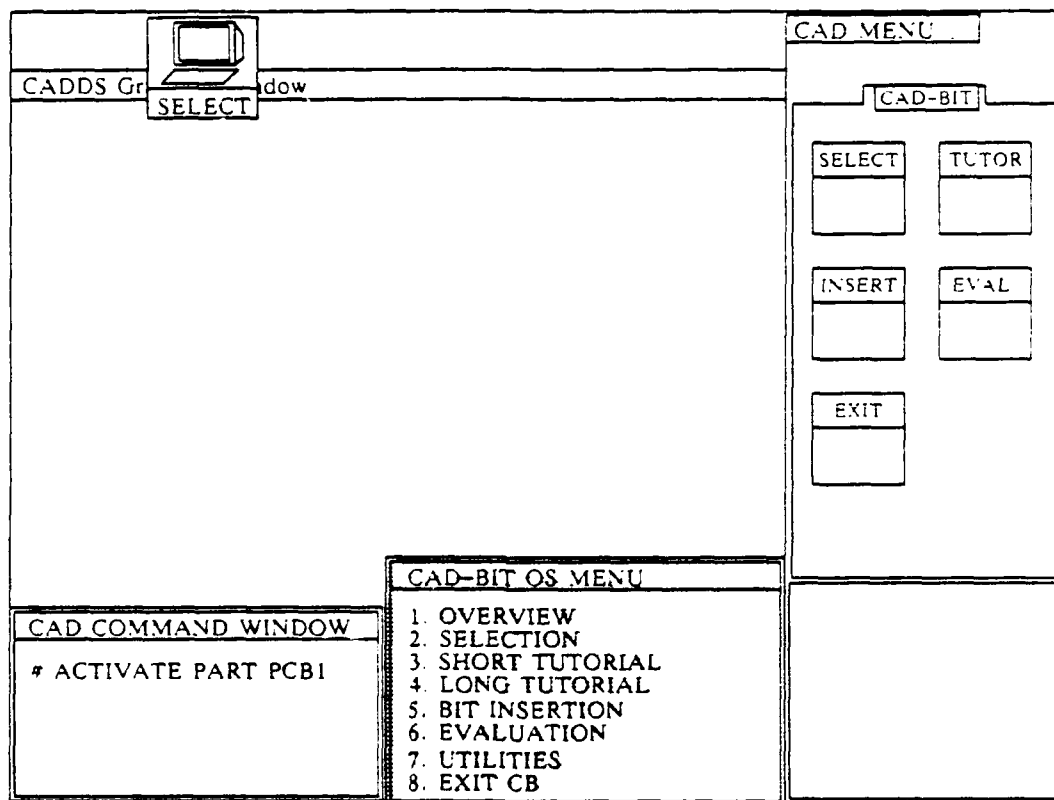 CADDS Gr dow
SELECT
CAD MENU
CAD-BIT
SELECT TUTOR
INSERT EVAL
EXIT
CAD COMMAND WINDOW
# ACTIVATE PART PCB1
CAD-BIT OS MENU
1. OVERVIEW
2. SELECTION
3. SHORT TUTORIAL
4. LONG TUTORIAL
5. BIT INSERTION
6. EVALUATION
7. UTILITIES
8. EXIT CB